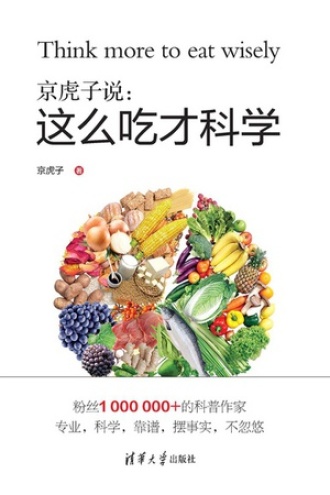 Think more to eat wisely
京虎子说：
这么吃才科学
京虎子 著
粉丝1 000 000+的科普作家
专业，科学，靠谱，摆事实，不忽悠
清华大学出版社